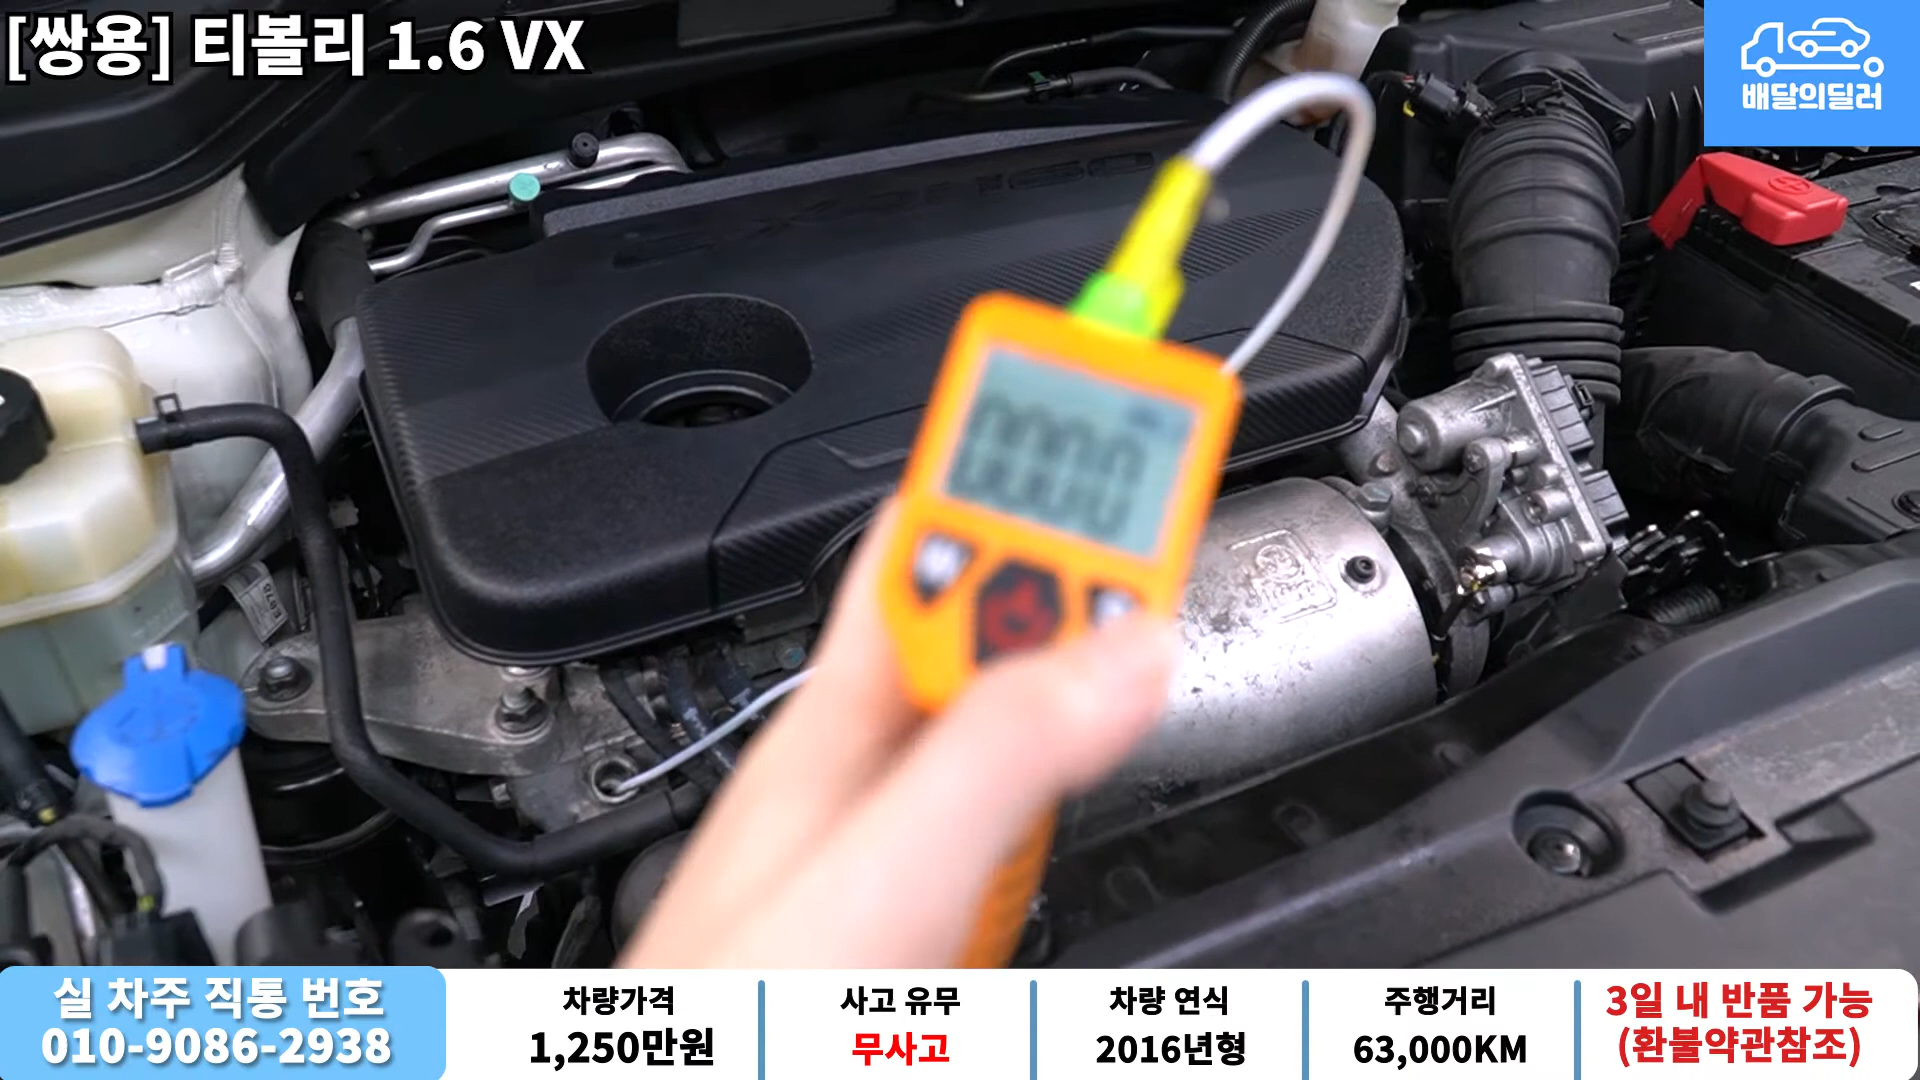 [쌍용] 티볼리 1.6 VX
배달의딜러
실 차주 직통 번호
010-9086-2938
차량가격
1,250만원
사고 유무
무사고
차량 연식
2016년형
주행거리
63,000KM
3일 내 반품 가능
(환불약관참조)